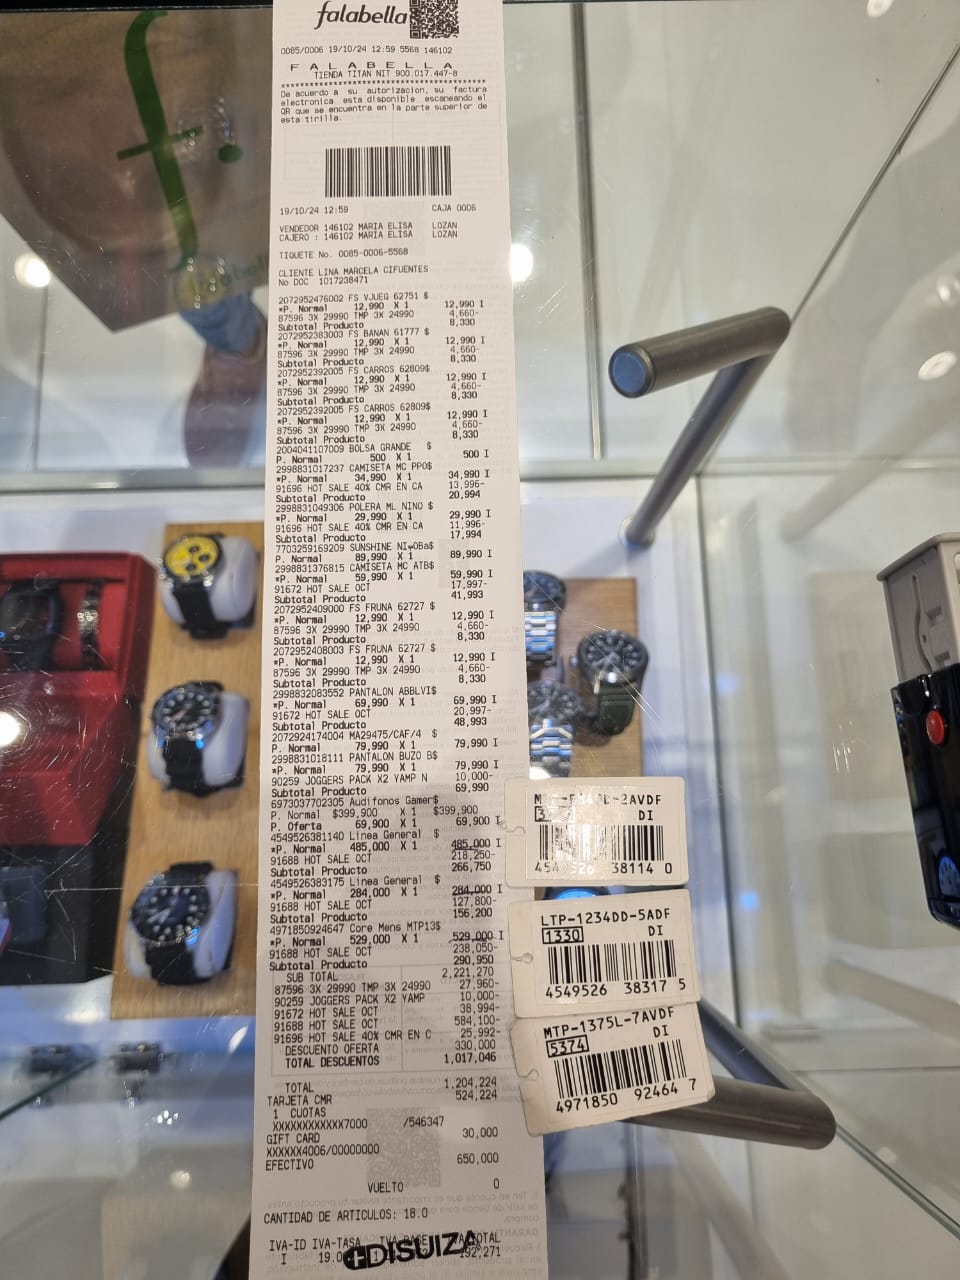 falabella
0085/0006 19/10/24 12:59 5568 146102
F A L A B E L L A
TIENDA TITAN NIT 900.017.447-8
De acuerdo a su autorizacion, su factura
electronica esta disponible escaneando el
QR que se encuentra en la parte superior de
esta tirilla.
19/10/24 12:59 CAJA 0006
VENDEDOR 146102 MARIA ELISA LOZAN
CAJERO : 146102 MARIA ELISA LOZAN
TIQUETE No. 0085-0006-5568
CLIENTE LINA MARCELA CIFUENTES
No DOC 1017238471
2072952476002 FS VJUEG 62751 $
*P. Normal 12,990 X 1 12,990 I
87596 3X 29990 TMP 3X 24990 4,660-
Subtotal Producto 8,330
2072952383003 FS BANAN 61777 $
*P. Normal 12,990 X 1 12,990 I
87596 3X 29990 TMP 3X 24990 4,660-
Subtotal Producto 8,330
2072952392005 FS CARROS 62809$
*P. Normal 12,990 X 1 12,990 I
87596 3X 29990 TMP 3X 24990 4,660-
Subtotal Producto 8,330
2072952392005 FS CARROS 62809$
*P. Normal 12,990 X 1 12,990 I
87596 3X 29990 TMP 3X 24990 4,660-
Subtotal Producto 8,330
2004041107009 BOLSA GRANDE $
P. Normal 500 X 1 500 I
2998831017237 CAMISETA MC PPO$
*P. Normal 34,990 X 1 34,990 I
91696 HOT SALE 40% CMR EN CA 13,996-
Subtotal Producto 20,994
2998831049306 POLERA ML NINO $
*P. Normal 29,990 X 1 29,990 I
91696 HOT SALE 40% CMR EN CA 11,996-
Subtotal Producto 17,994
7703259169209 SUNSHINE
P. Normal 89,990 X 1 89,990 I
2998831376815 CAMISETA MC ATB$
*P. Normal 59,990 X 1 59,990 I
91672 HOT SALE OCT 17,997-
Subtotal Producto 41,993
2072952409000 FS FRUNA 62727 $
*P. Normal 12,990 X 1 12,990 I
87596 3X 29990 TMP 3X 24990 4,660-
Subtotal Producto 8,330
2072952408003 FS FRUNA 62727 $
*P. Normal 12,990 X 1 12,990 I
87596 3X 29990 TMP 3X 24990 4,660-
Subtotal Producto 8,330
2998832083552 PANTALON ABBLVI$
*P. Normal 69,990 X 1 69,990 I
91672 HOT SALE OCT 20,997-
Subtotal Producto 48,993
2072924174004 MA29475/CAF/4 $
P. Normal 79,990 X 1 79,990 I
2998831018111 PANTALON BUZO B$
*P. Normal 79,990 X 1 79,990 I
90259 JOGGERS PACK X2 YAMP N 10,000-
Subtotal Producto 69,990
6973037702305 Audifonos Gamer$
P. Normal $399,900 X 1 $399,900
P. Oferta 69,900 X 1 69,900 I
4549526381140 Linea General $
*P. Normal 485,000 X 1 485,000 I
91688 HOT SALE OCT 218,250-
Subtotal Producto 266,750
4549526383175 Linea General $
*P. Normal 284,000 X 1 284,000 I
91688 HOT SALE OCT 127,800-
Subtotal Producto 156,200
4971850924647 Core Mens MTP13$
*P. Normal 529,000 X 1 529,000 I
91688 HOT SALE OCT 238,050-
Subtotal Producto 290,950
SUB TOTAL 2,221,270
87596 3X 29990 TMP 3X 24990 27,960-
90259 JOGGERS PACK X2 YAMP 10,000-
91672 HOT SALE OCT 38,994-
91688 HOT SALE OCT 584,100-
91696 HOT SALE 40% CMR EN C 25,992-
DESCUENTO OFERTA 330,000
TOTAL DESCUENTOS 1,017,046
TOTAL 1,204,224
TARJETA CMR 524,224
1 CUOTAS
XXXXXXXXXXXX7000 /546347
GIFT CARD 30,000
XXXXXX4006/00000000
EFECTIVO 650,000
VUELTO 0
CANTIDAD DE ARTICULOS: 18.0
IVA-ID IVA-TASA
I 19.0
DISUIZA
DI
38114 0
LTP-1234DD-5ADF
1330 DI
4549526 38317 5
MTP-1375L-7AVDF
5374 DI
4971850 92464 7